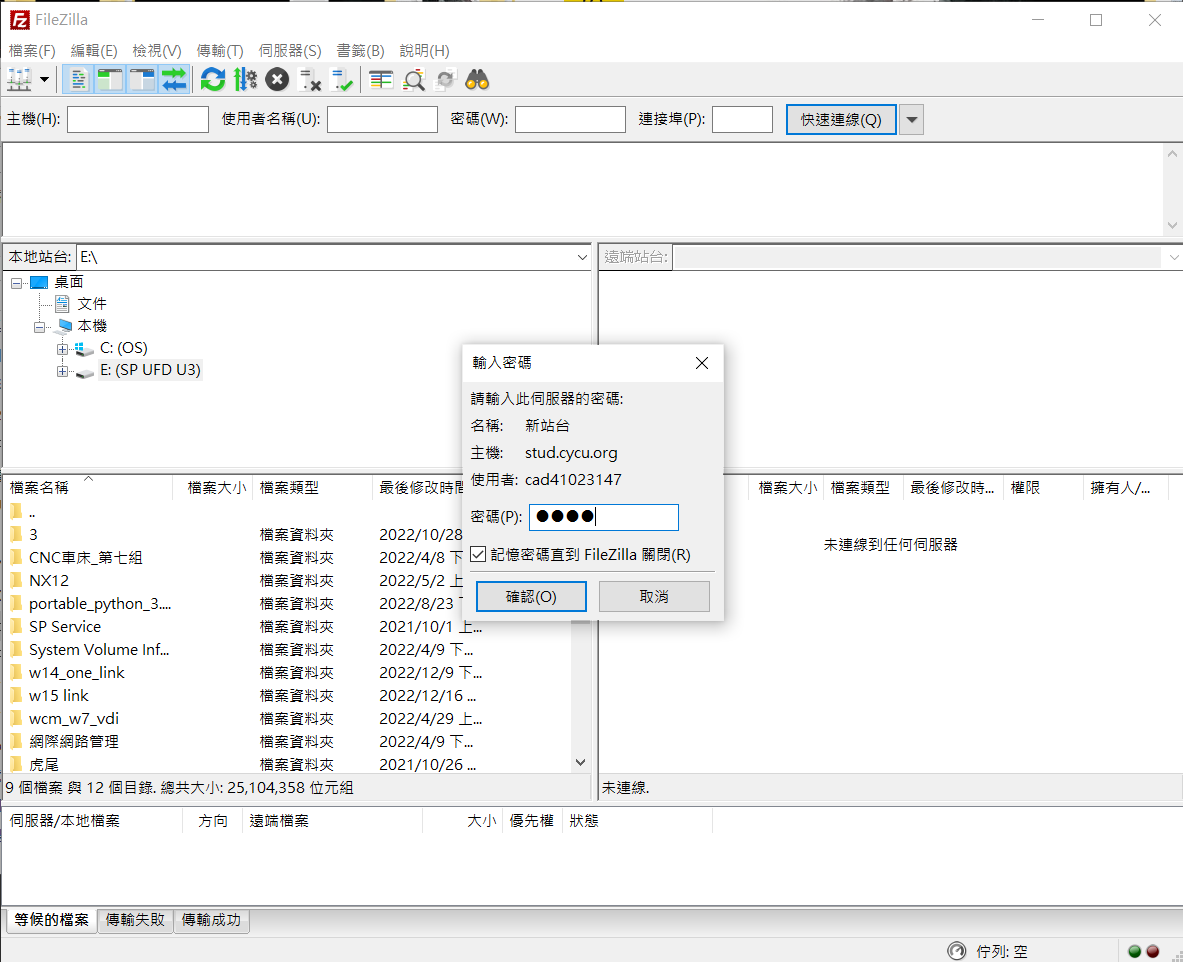 FileZilla
檔案(F) 編輯(E) 檢視(V) 傳輸(T) 伺服器(S) 書籤(B) 說明(H)
主機(H): 使用者名稱(U): 密碼(W): 連接埠(P): 快速連線(Q)
本地站台: E:\
桌面
文件
本機
C: (OS)
E: (SP UFD U3)
遠端站台:
檔案名稱 檔案大小 檔案類型 最後修改時間
..
3 檔案資料夾 2022/10/28
CNC車床_第七組 檔案資料夾 2022/4/8 下
NX12 檔案資料夾 2022/5/2 上
portable_python_3.... 檔案資料夾 2022/8/23 下
SP Service 檔案資料夾 2021/10/1 上...
System Volume Inf... 檔案資料夾 2022/4/9 下...
w14_one_link 檔案資料夾 2022/12/9 下...
w15 link 檔案資料夾 2022/12/16 ...
wcm_w7_vdi 檔案資料夾 2022/4/29 上...
網際網路管理 檔案資料夾 2022/4/9 下...
虎尾 檔案資料夾 2021/10/26 ...
9 個檔案 與 12 個目錄. 總共大小: 25,104,358 位元組
輸入密碼
請輸入此伺服器的密碼:
名稱: 新站台
主機: stud.cycu.org
使用者: cad41023147
密碼(P): ●●●●
記憶密碼直到 FileZilla 關閉(R)
確認(O) 取消
檔案大小 檔案類型 最後修改時... 權限 擁有人/...
未連線到任何伺服器
未連線.
伺服器/本地檔案 方向 遠端檔案 大小 優先權 狀態
等候的檔案 傳輸失敗 傳輸成功
佇列: 空